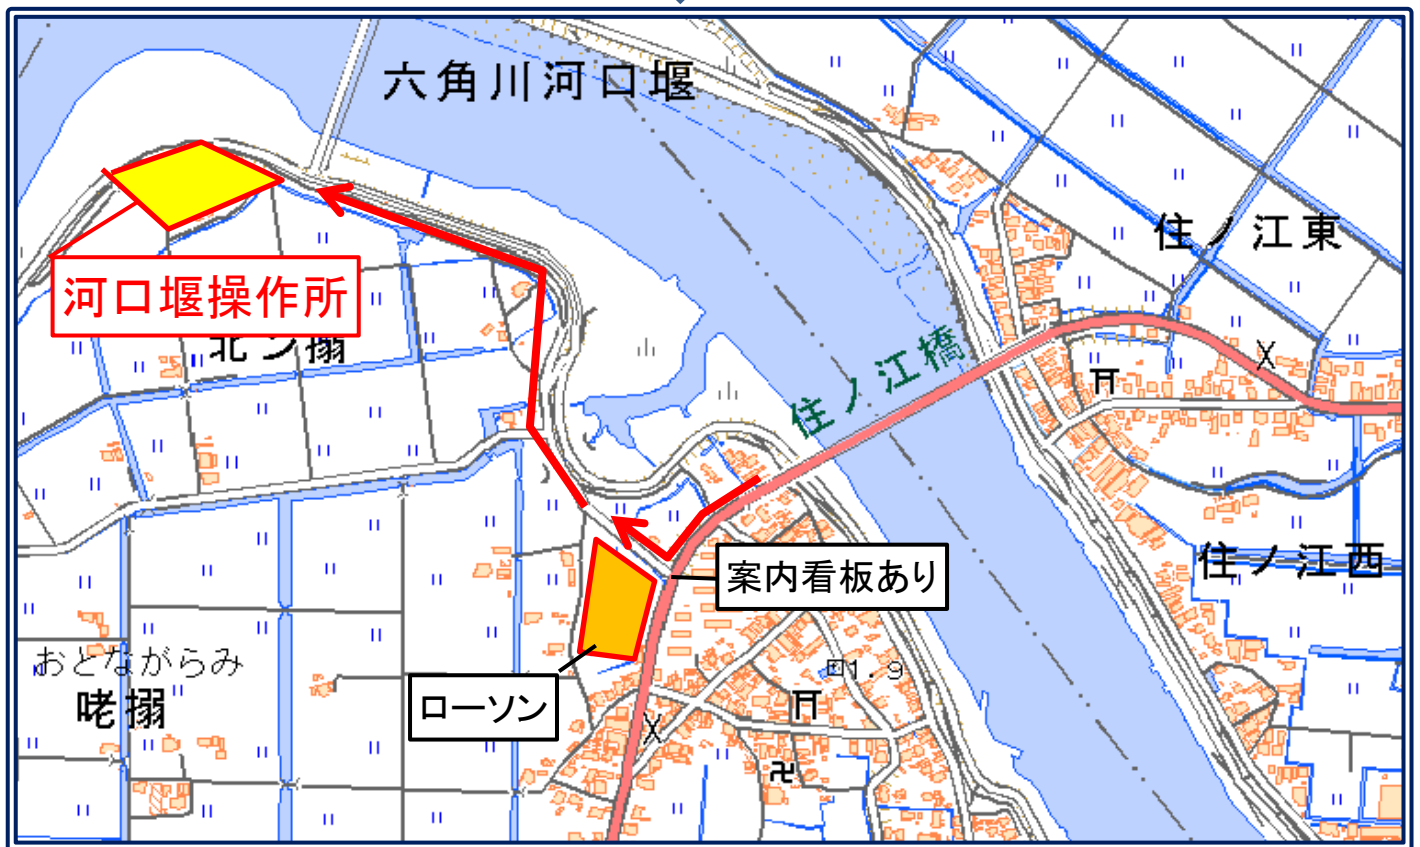 六角川河口堰
住ノ江東
河口堰操作所
北ノ搦
住ノ江橋
住ノ江西
案内看板あり
おとながらみ
咾搦
1.9
ローソン